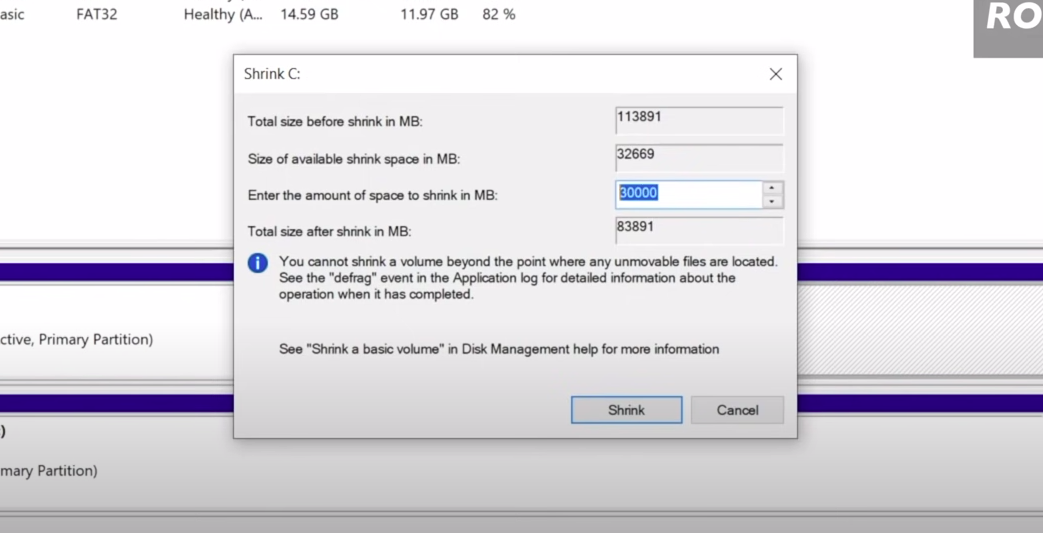 asic FAT32 Healthy (A... 14.59 GB 11.97 GB 82 %
RO
Shrink C:
Total size before shrink in MB: 113891
Size of available shrink space in MB: 32669
Enter the amount of space to shrink in MB: 30000
Total size after shrink in MB: 83891
You cannot shrink a volume beyond the point where any unmovable files are located.
See the "defrag" event in the Application log for detailed information about the
operation when it has completed.
ctive, Primary Partition)
See "Shrink a basic volume" in Disk Management help for more information
Shrink Cancel
)
mary Partition)